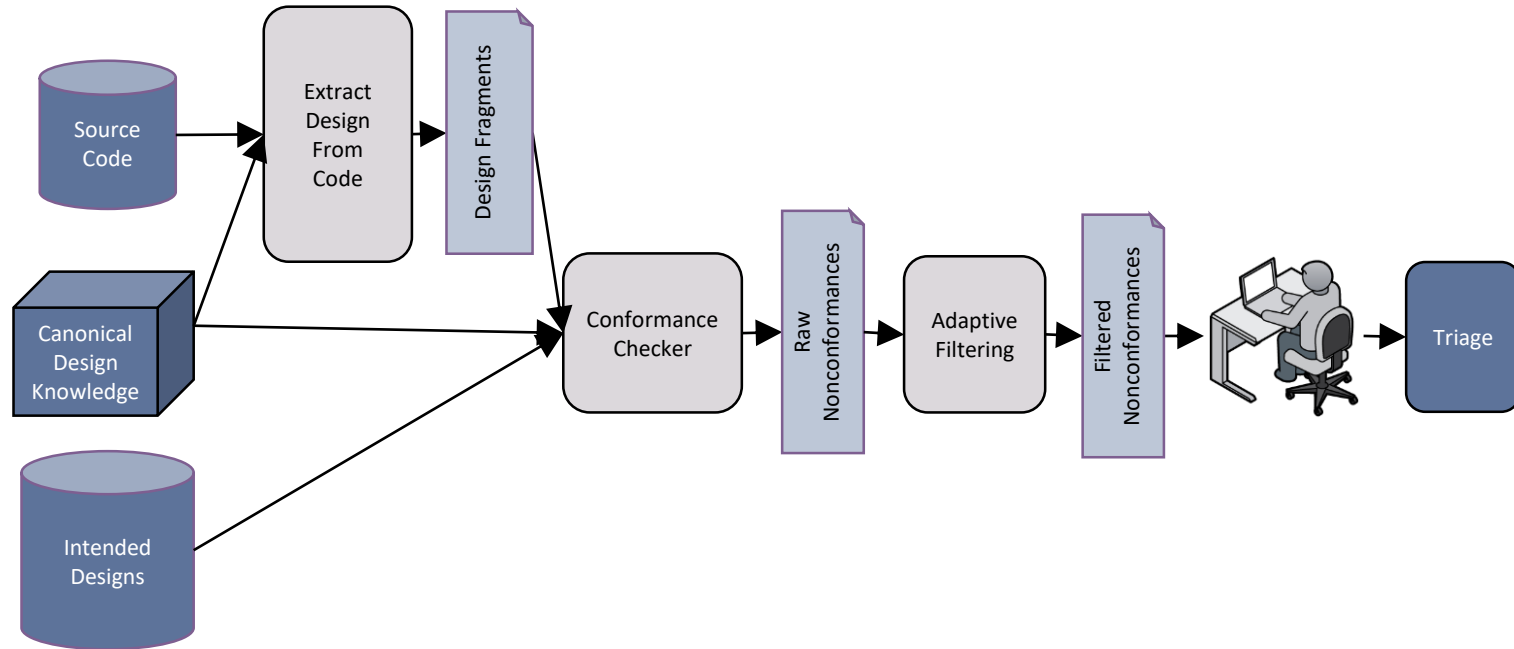 Source
Code
Extract
Design
From
Code
Design Fragments
Canonical
Design
Knowledge
Conformance
Checker
Raw
Nonconformances
Adaptive
Filtering
Filtered
Nonconformances
Triage
Intended
Designs